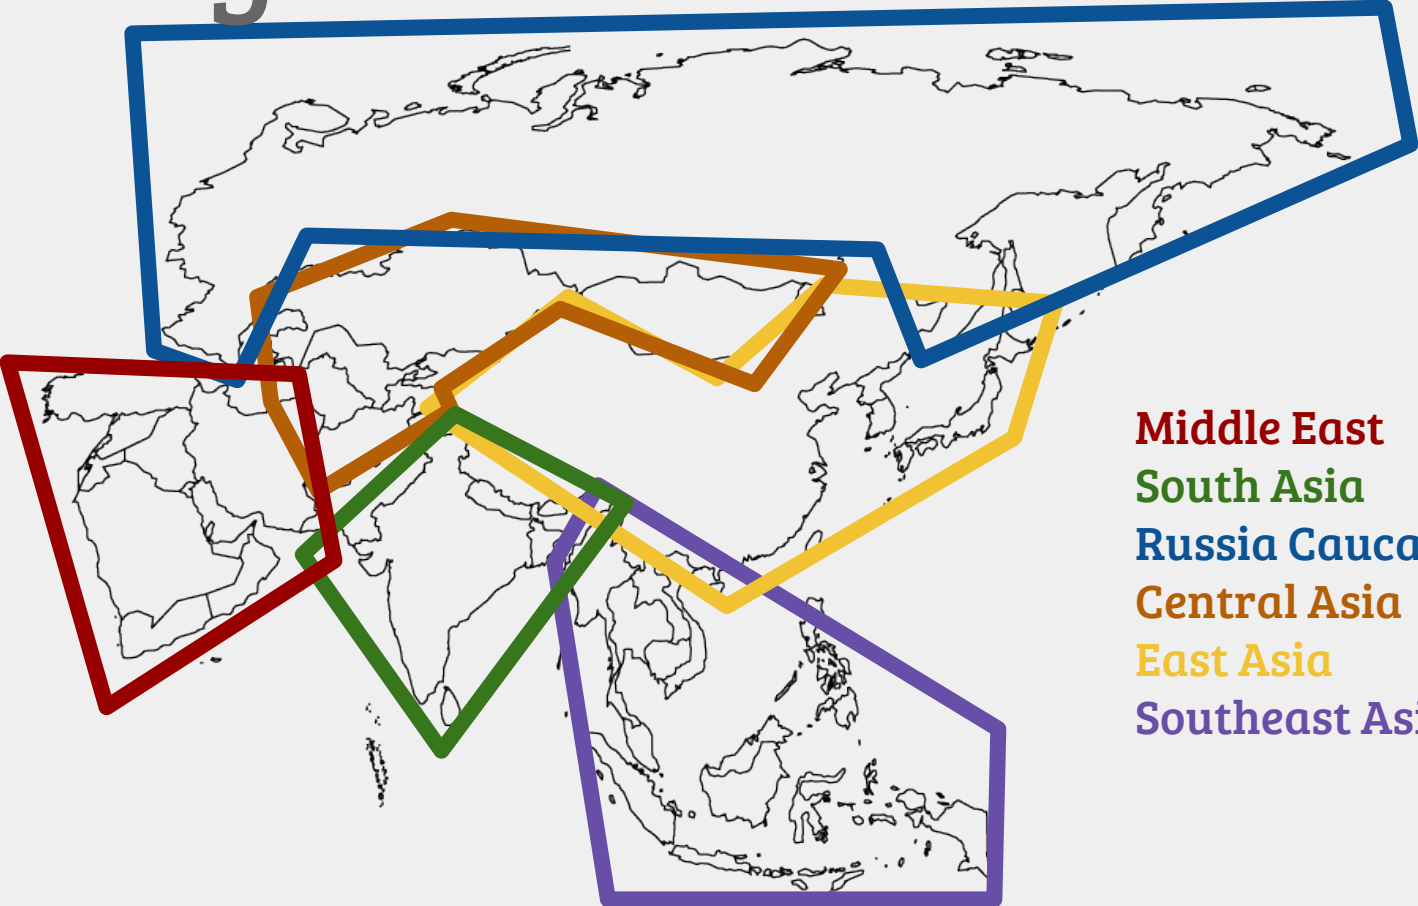 Middle East
South Asia
Russia Cauca
Central Asia
East Asia
Southeast Asi